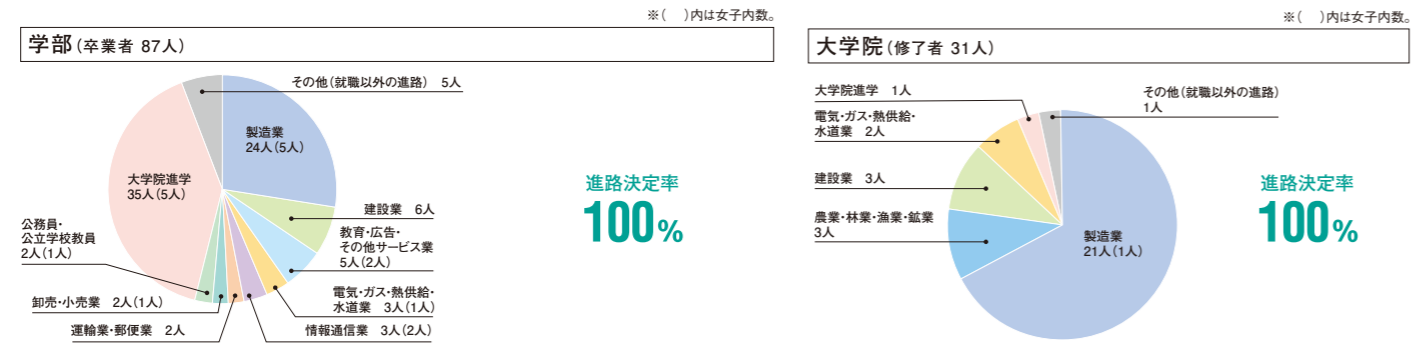 ※(　)内は女子内数。
学部(卒業者 87人)
その他(就職以外の進路)　5人
製造業
24人(5人)
大学院進学
35人(5人)
建設業　6人
教育・広告・
その他サービス業
5人(2人)
公務員・
公立学校教員
2人(1人)
電気・ガス・熱供給・
水道業　3人(1人)
卸売・小売業　2人(1人)
運輸業・郵便業　2人
情報通信業　3人(2人)
進路決定率
100%
※(　)内は女子内数。
大学院(修了者 31人)
大学院進学　1人
その他(就職以外の進路)
1人
電気・ガス・熱供給・
水道業　2人
建設業　3人
農業・林業・漁業・鉱業
3人
製造業
21人(1人)
進路決定率
100%